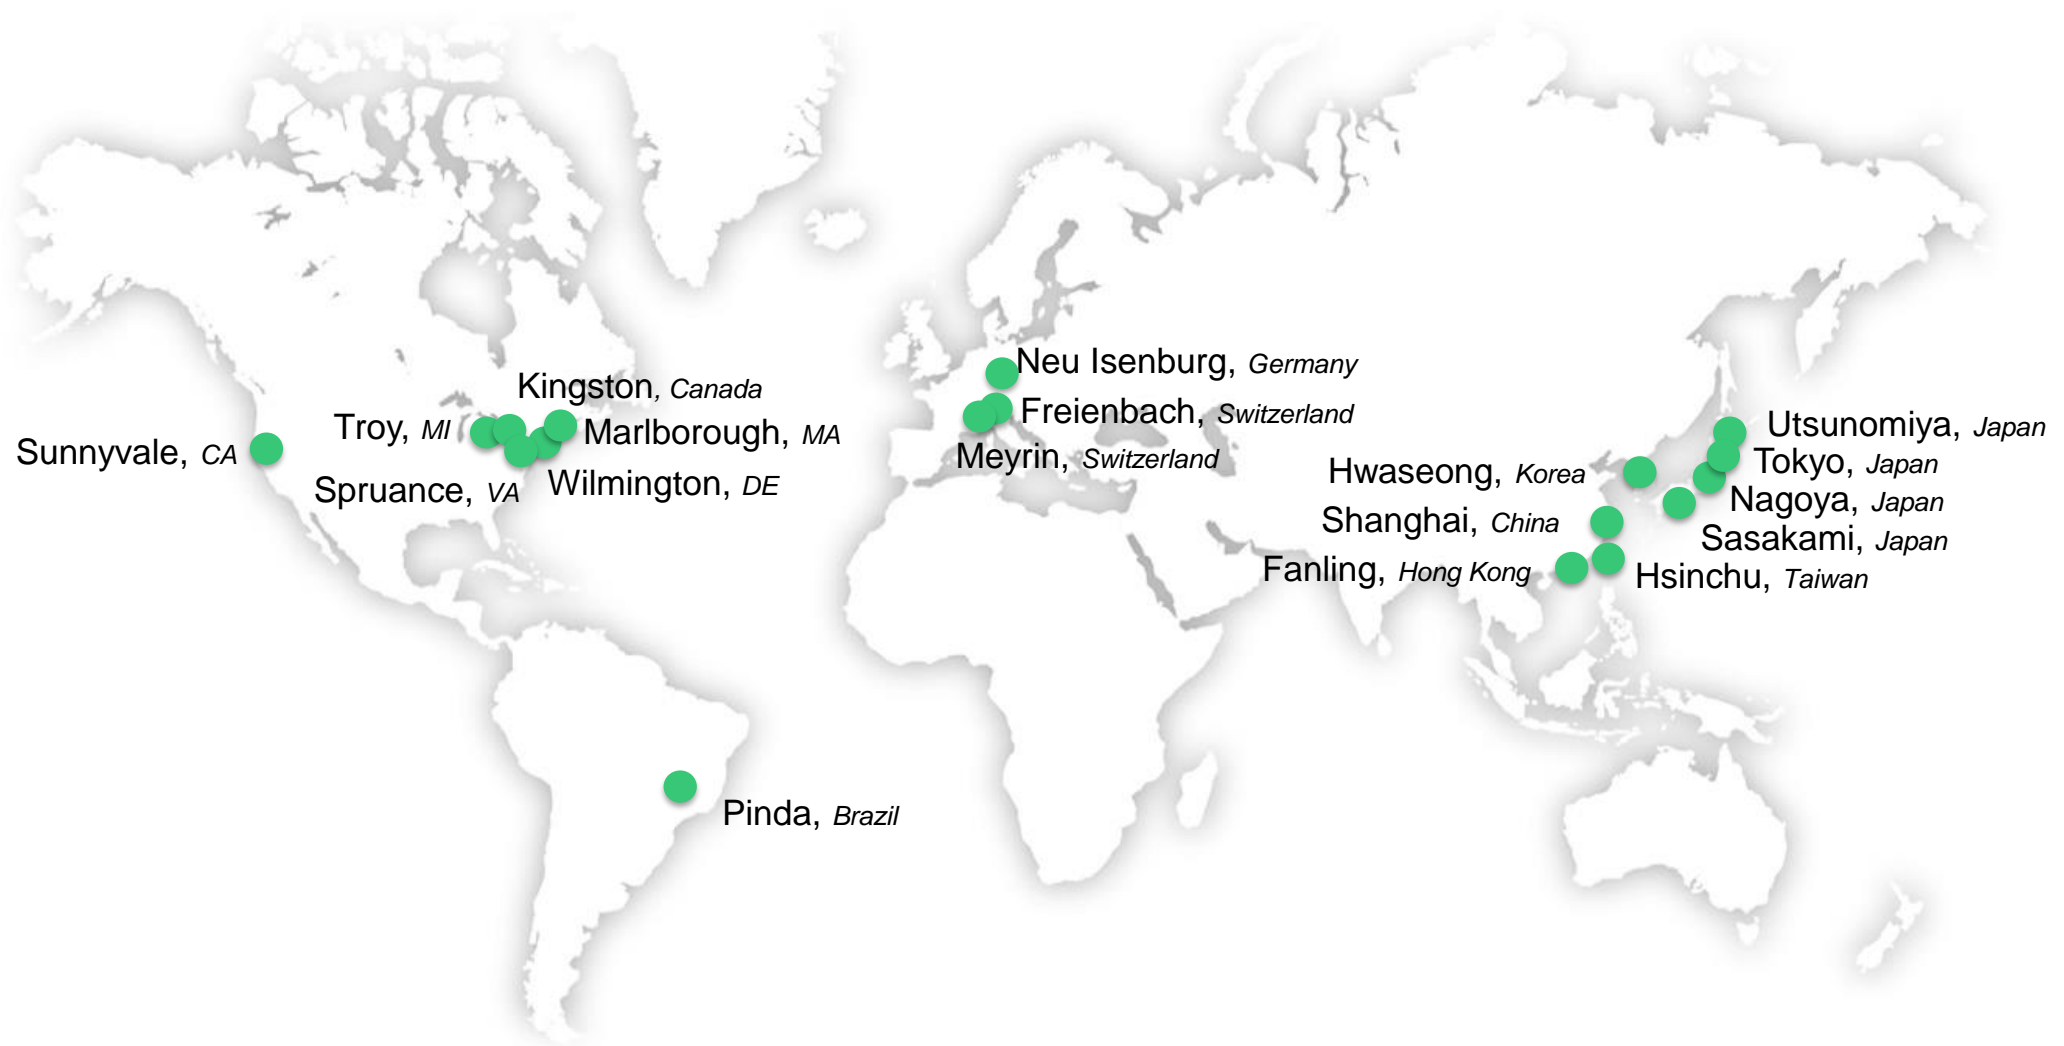 Neu Isenburg, Germany
Kingston, Canada
Freienbach, Switzerland
Troy, MI
Marlborough, MA
Utsunomiya, Japan
Sunnyvale, CA
Meyrin, Switzerland
Tokyo, Japan
Hwaseong, Korea
Spruance, VA
Wilmington, DE
Nagoya, Japan
Shanghai, China
Sasakami, Japan
Fanling, Hong Kong
Hsinchu, Taiwan
Pinda, Brazil